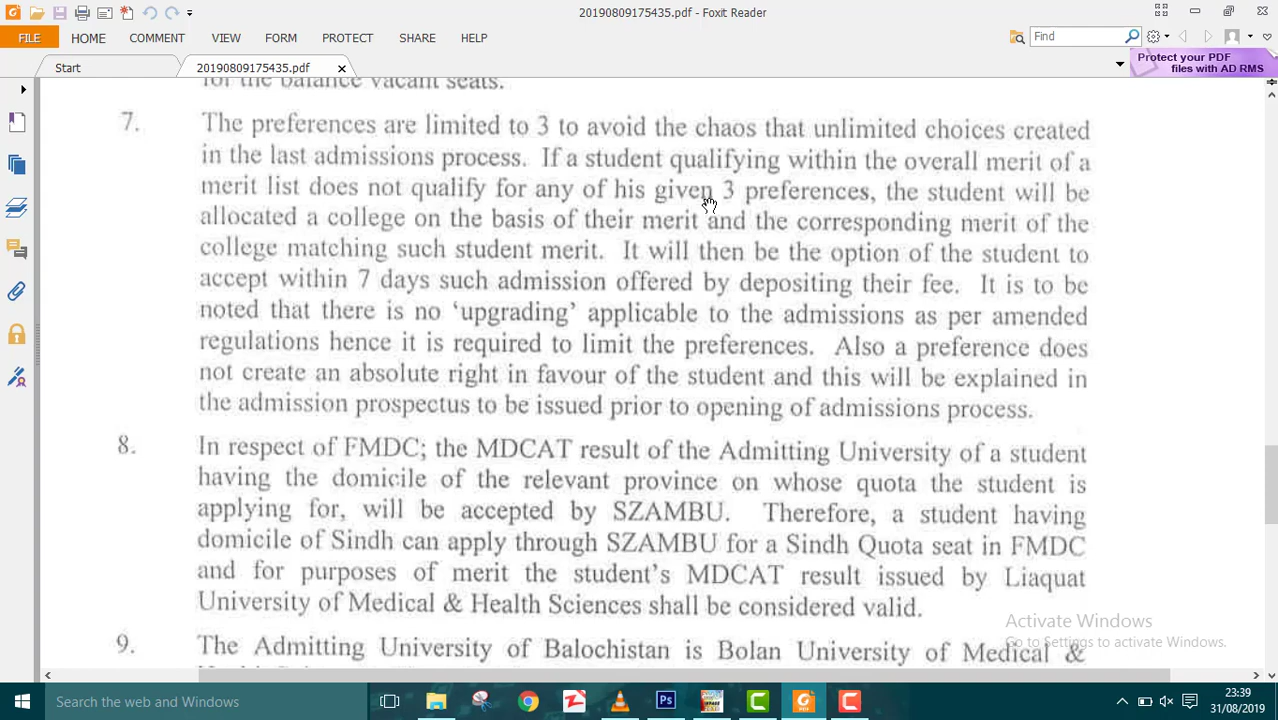 20190809175435.pdf - Foxit Reader
FILE HOME COMMENT VIEW FORM PROTECT SHARE HELP Find
Start 20190809175435.pdf
Protect your PDF
files with AD RMS
for the balance vacant seats.
7. The preferences are limited to 3 to avoid the chaos that unlimited choices created
in the last admissions process. If a student qualifying within the overall merit of a
merit list does not qualify for any of his given 3 preferences, the student will be
allocated a college on the basis of their merit and the corresponding merit of the
college matching such student merit. It will then be the option of the student to
accept within 7 days such admission offered by depositing their fee. It is to be
noted that there is no ‘upgrading’ applicable to the admissions as per amended
regulations hence it is required to limit the preferences. Also a preference does
not create an absolute right in favour of the student and this will be explained in
the admission prospectus to be issued prior to opening of admissions process.
8. In respect of FMDC; the MDCAT result of the Admitting University of a student
having the domicile of the relevant province on whose quota the student is
applying for, will be accepted by SZAMBU. Therefore, a student having
domicile of Sindh can apply through SZAMBU for a Sindh Quota seat in FMDC
and for purposes of merit the student’s MDCAT result issued by Liaquat
University of Medical & Health Sciences shall be considered valid.
9. The Admitting University of Balochistan is Bolan University of Medical &
Activate Windows
Go to Settings to activate Windows.
Search the web and Windows
23:39
31/08/2019